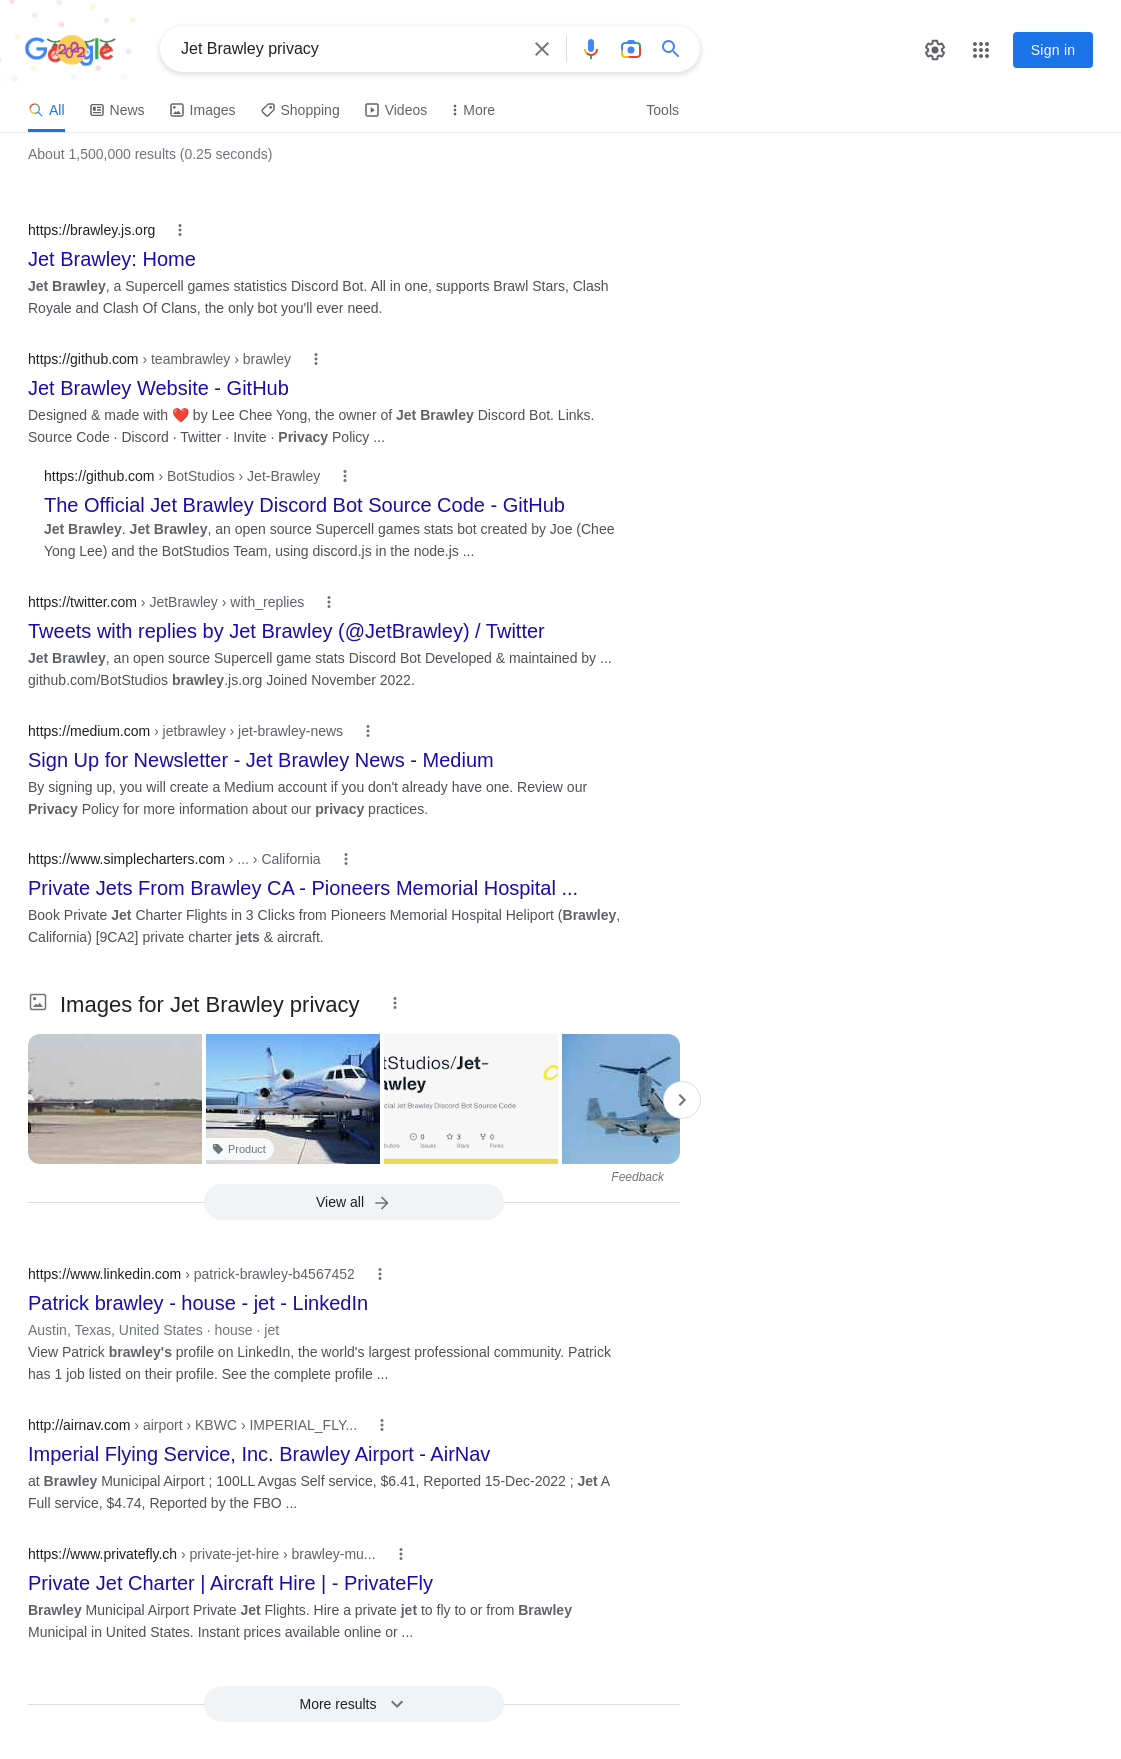 Google
Jet Brawley privacy
Sign in
All
News
Images
Shopping
Videos
More
Tools
About 1,500,000 results (0.25 seconds)
https://brawley.js.org
Jet Brawley: Home
Jet Brawley, a Supercell games statistics Discord Bot. All in one, supports Brawl Stars, Clash
Royale and Clash Of Clans, the only bot you'll ever need.
https://github.com › teambrawley › brawley
Jet Brawley Website - GitHub
Designed & made with ❤️ by Lee Chee Yong, the owner of Jet Brawley Discord Bot. Links.
Source Code · Discord · Twitter · Invite · Privacy Policy ...
https://github.com › BotStudios › Jet-Brawley
The Official Jet Brawley Discord Bot Source Code - GitHub
Jet Brawley. Jet Brawley, an open source Supercell games stats bot created by Joe (Chee
Yong Lee) and the BotStudios Team, using discord.js in the node.js ...
https://twitter.com › JetBrawley › with_replies
Tweets with replies by Jet Brawley (@JetBrawley) / Twitter
Jet Brawley, an open source Supercell game stats Discord Bot Developed & maintained by ...
github.com/BotStudios brawley.js.org Joined November 2022.
https://medium.com › jetbrawley › jet-brawley-news
Sign Up for Newsletter - Jet Brawley News - Medium
By signing up, you will create a Medium account if you don't already have one. Review our
Privacy Policy for more information about our privacy practices.
https://www.simplecharters.com › ... › California
Private Jets From Brawley CA - Pioneers Memorial Hospital ...
Book Private Jet Charter Flights in 3 Clicks from Pioneers Memorial Hospital Heliport (Brawley,
California) [9CA2] private charter jets & aircraft.
Images for Jet Brawley privacy
tStudios/Jet-
awley
cial Jet Brawley Discord Bot Source Code
0 3 0
butors Issues Stars Forks
Product
Feedback
View all
https://www.linkedin.com › patrick-brawley-b4567452
Patrick brawley - house - jet - LinkedIn
Austin, Texas, United States · house · jet
View Patrick brawley's profile on LinkedIn, the world's largest professional community. Patrick
has 1 job listed on their profile. See the complete profile ...
http://airnav.com › airport › KBWC › IMPERIAL_FLY...
Imperial Flying Service, Inc. Brawley Airport - AirNav
at Brawley Municipal Airport ; 100LL Avgas Self service, $6.41, Reported 15-Dec-2022 ; Jet A
Full service, $4.74, Reported by the FBO ...
https://www.privatefly.ch › private-jet-hire › brawley-mu...
Private Jet Charter | Aircraft Hire | - PrivateFly
Brawley Municipal Airport Private Jet Flights. Hire a private jet to fly to or from Brawley
Municipal in United States. Instant prices available online or ...
More results